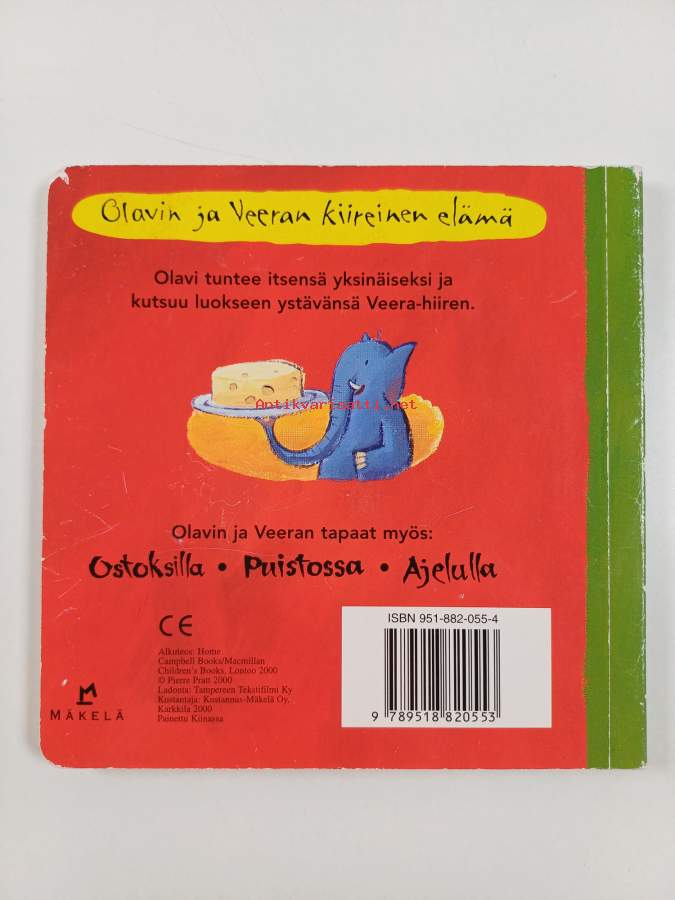 Olavin ja Veeran kiireinen elämä
Olavi tuntee itsensä yksinäiseksi ja
kutsuu luokseen ystävänsä Veera-hiiren.
Antikvariaatti.net
Olavin ja Veeran tapaat myös:
Ostoksilla • Puistossa • Ajelulla
CE
Alkuteos: Home
Campbell Books/Macmillan
Children's Books, Lontoo 2000
© Pierre Pratt 2000
Ladonta: Tampereen Tekstifilmi Ky
Kustantaja: Kustannus-Mäkelä Oy,
Karkkila 2000
Painettu Kiinassa
MÄKELÄ
ISBN 951-882-055-4
9 789518 820553